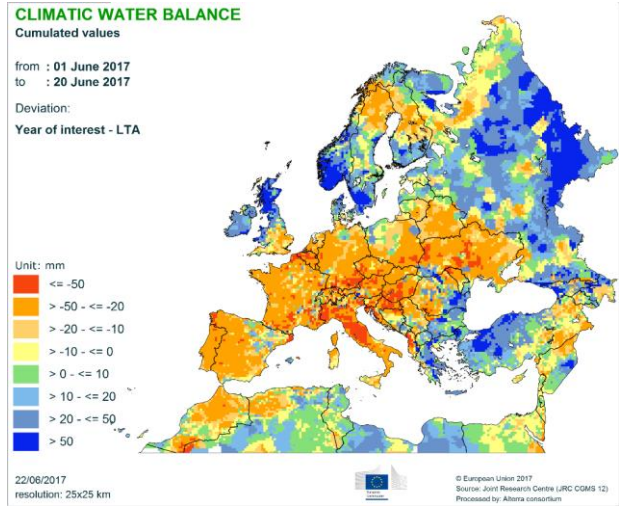 CLIMATIC WATER BALANCE
Cumulated values
from : 01 June 2017
to : 20 June 2017
Deviation:
Year of interest - LTA
Unit: mm
<= -50
> -50 - <= -20
> -20 - <= -10
> -10 - <= 0
> 0 - <= 10
> 10 - <= 20
> 20 - <= 50
> 50
22/06/2017
resolution: 25x25 km
© European Union 2017
Source: Joint Research Centre (JRC CGMS 12)
Processed by: Alterra consortium